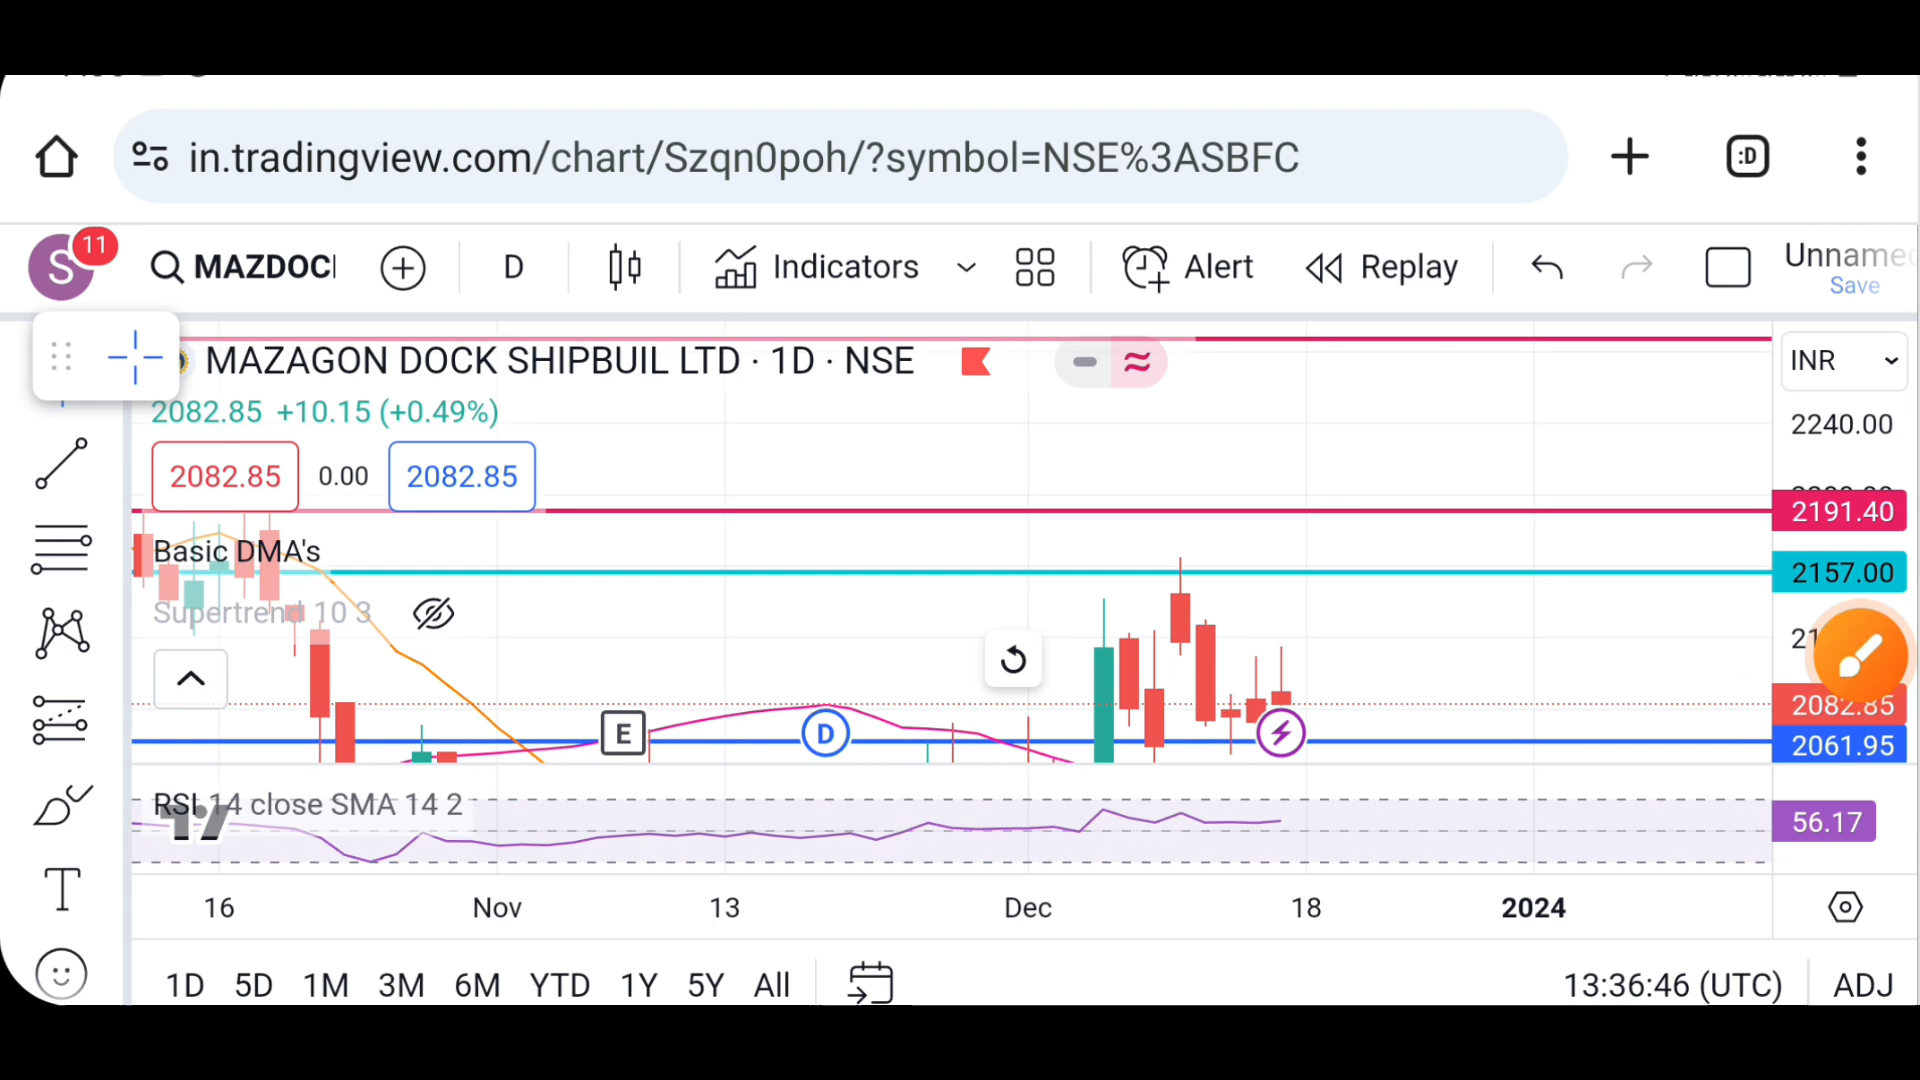 in.tradingview.com/chart/Szqn0poh/?symbol=NSE%3ASBFC
:D
S 11
MAZDOC
D
Indicators
Alert
Replay
Unname
Save
MAZAGON DOCK SHIPBUIL LTD · 1D · NSE
INR
2082.85 +10.15 (+0.49%)
2240.00
2082.85 0.00 2082.85
2191.40
Basic DMA's
2157.00
Supertrend 10 3
2082.85
E
D
2061.95
RSI 14 close SMA 14 2
56.17
16 Nov 13 Dec 18 2024
1D 5D 1M 3M 6M YTD 1Y 5Y All
13:36:46 (UTC) ADJ